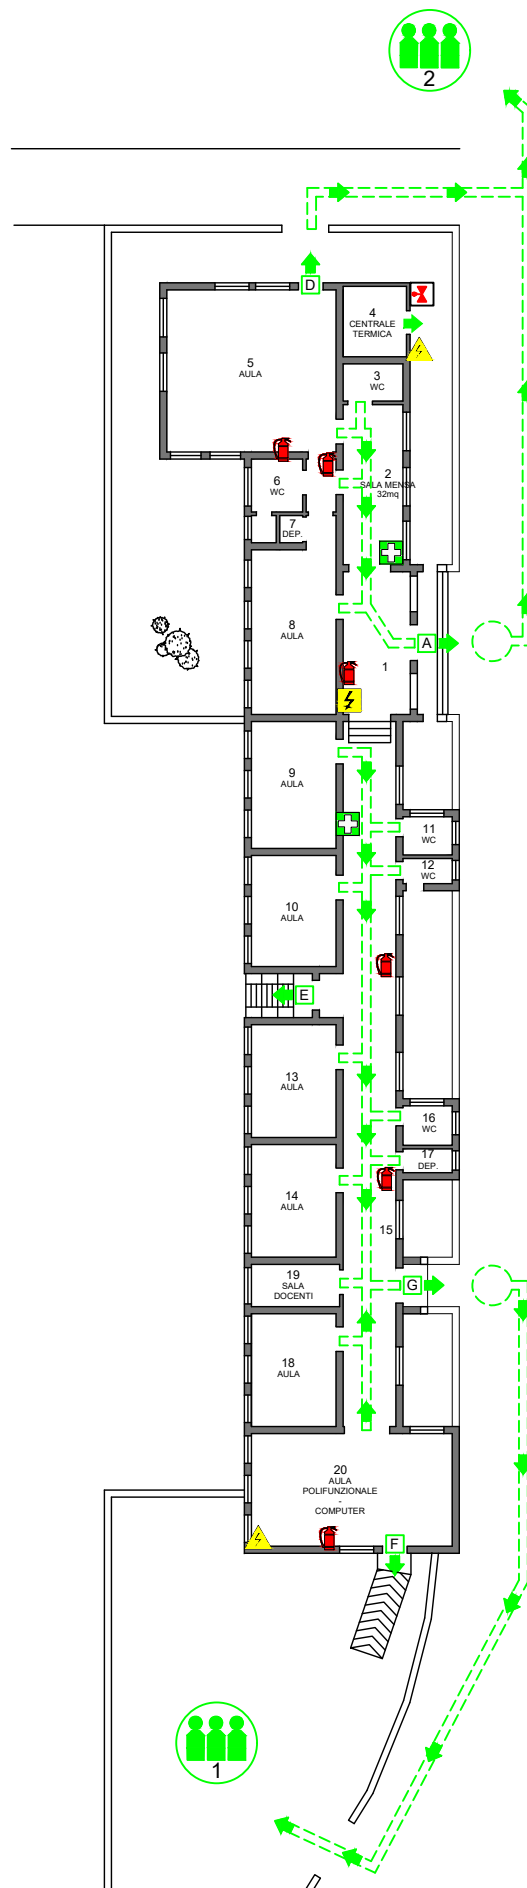 2
D
4
CENTRALE
TERMICA
5
AULA
3
WC
2
SALA MENSA
32mq
6
WC
7
DEP.
8
AULA
A
1
9
AULA
11
WC
12
WC
10
AULA
E
13
AULA
16
WC
17
DEP.
14
AULA
15
19
SALA
DOCENTI
G
18
AULA
20
AULA
POLIFUNZIONALE
-
COMPUTER
F
1